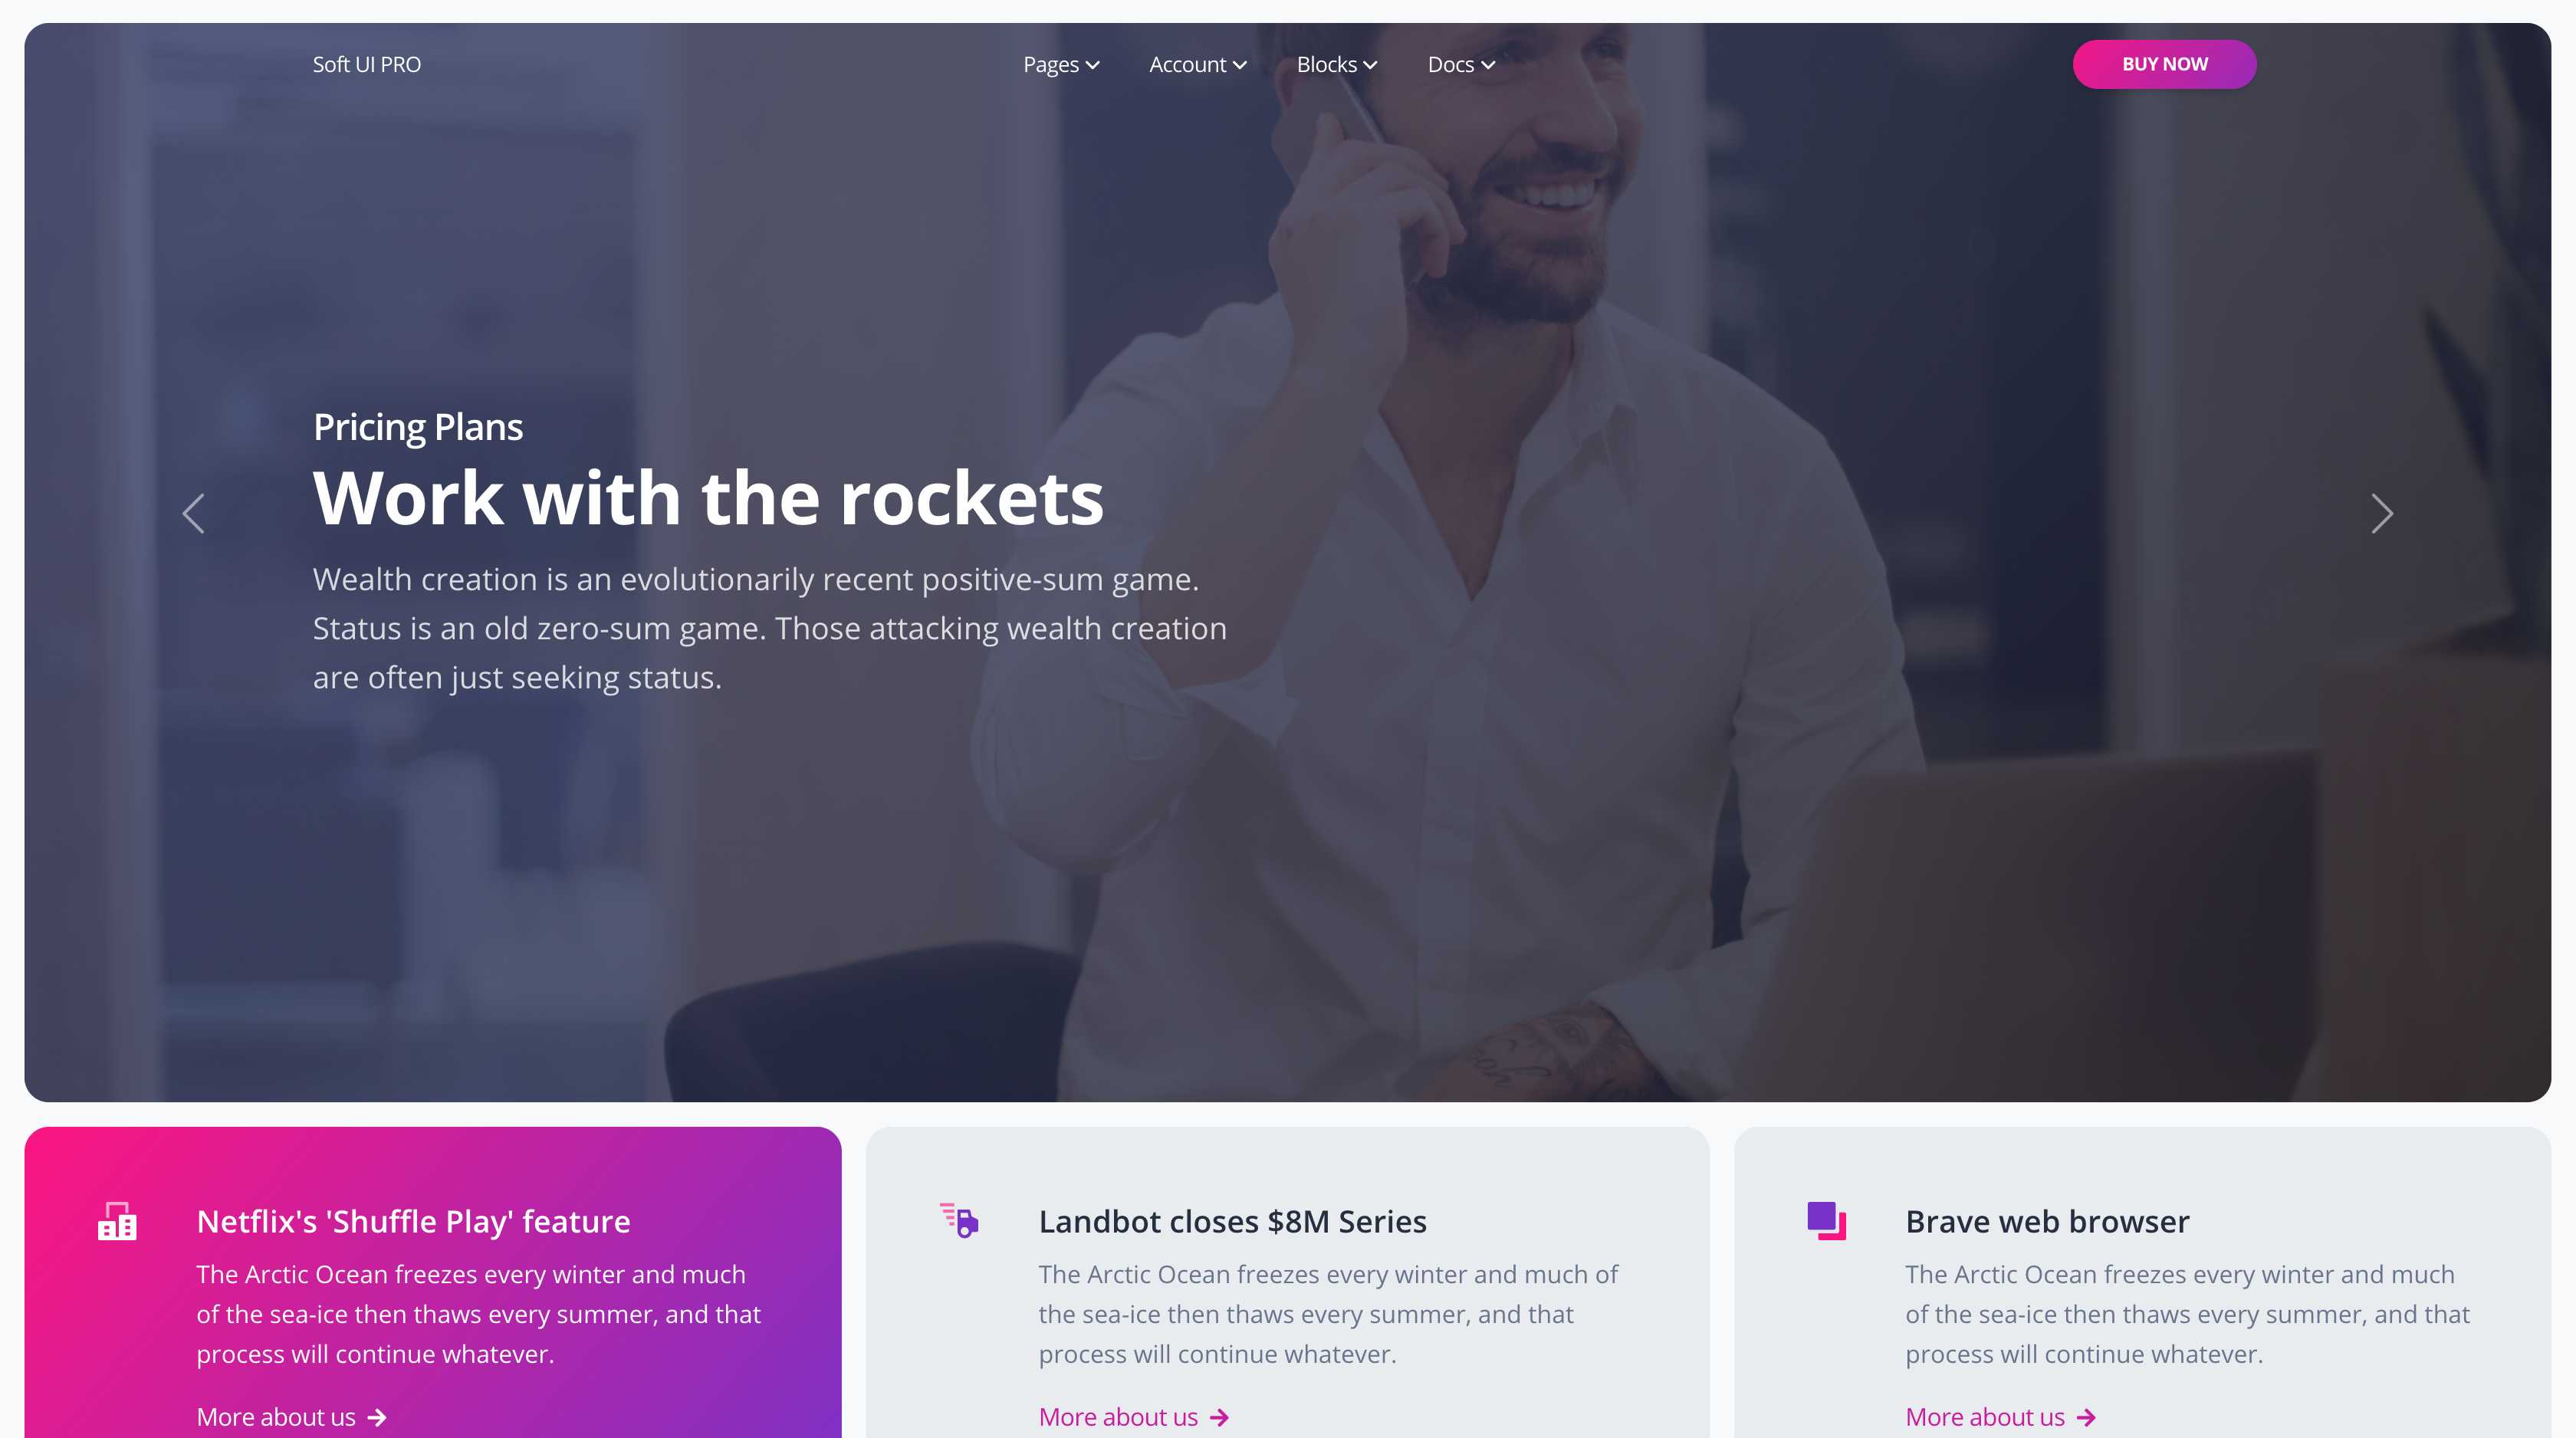 Soft UI PRO
Pages
Account
Blocks
Docs
BUY NOW
Pricing Plans
Work with the rockets
Wealth creation is an evolutionarily recent positive-sum game.
Status is an old zero-sum game. Those attacking wealth creation
are often just seeking status.
Netflix's 'Shuffle Play' feature
The Arctic Ocean freezes every winter and much
of the sea-ice then thaws every summer, and that
process will continue whatever.
More about us
Landbot closes $8M Series
The Arctic Ocean freezes every winter and much of
the sea-ice then thaws every summer, and that
process will continue whatever.
More about us
Brave web browser
The Arctic Ocean freezes every winter and much
of the sea-ice then thaws every summer, and that
process will continue whatever.
More about us